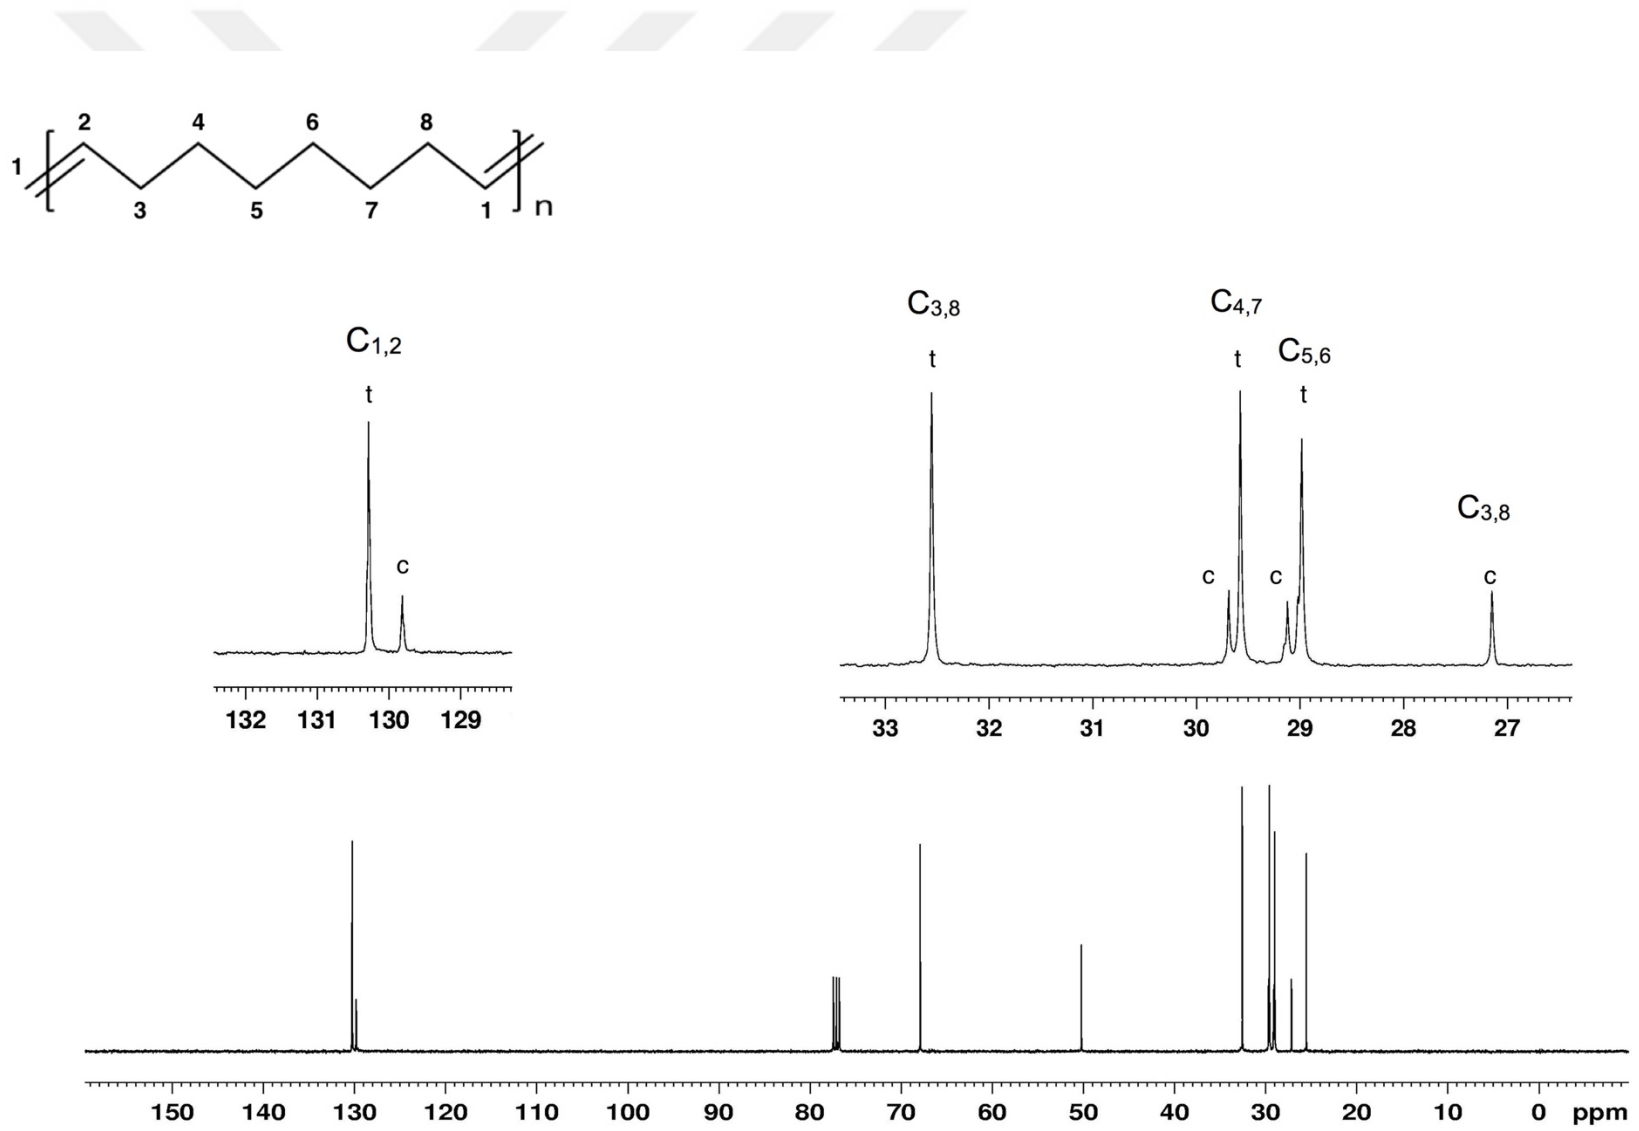 2 4 6 8
1
3 5 7 1 n
C3,8 C4,7
C1,2 t t C5,6
t t
C3,8
c c c c
132 131 130 129
33 32 31 30 29 28 27
150 140 130 120 110 100 90 80 70 60 50 40 30 20 10 0 ppm